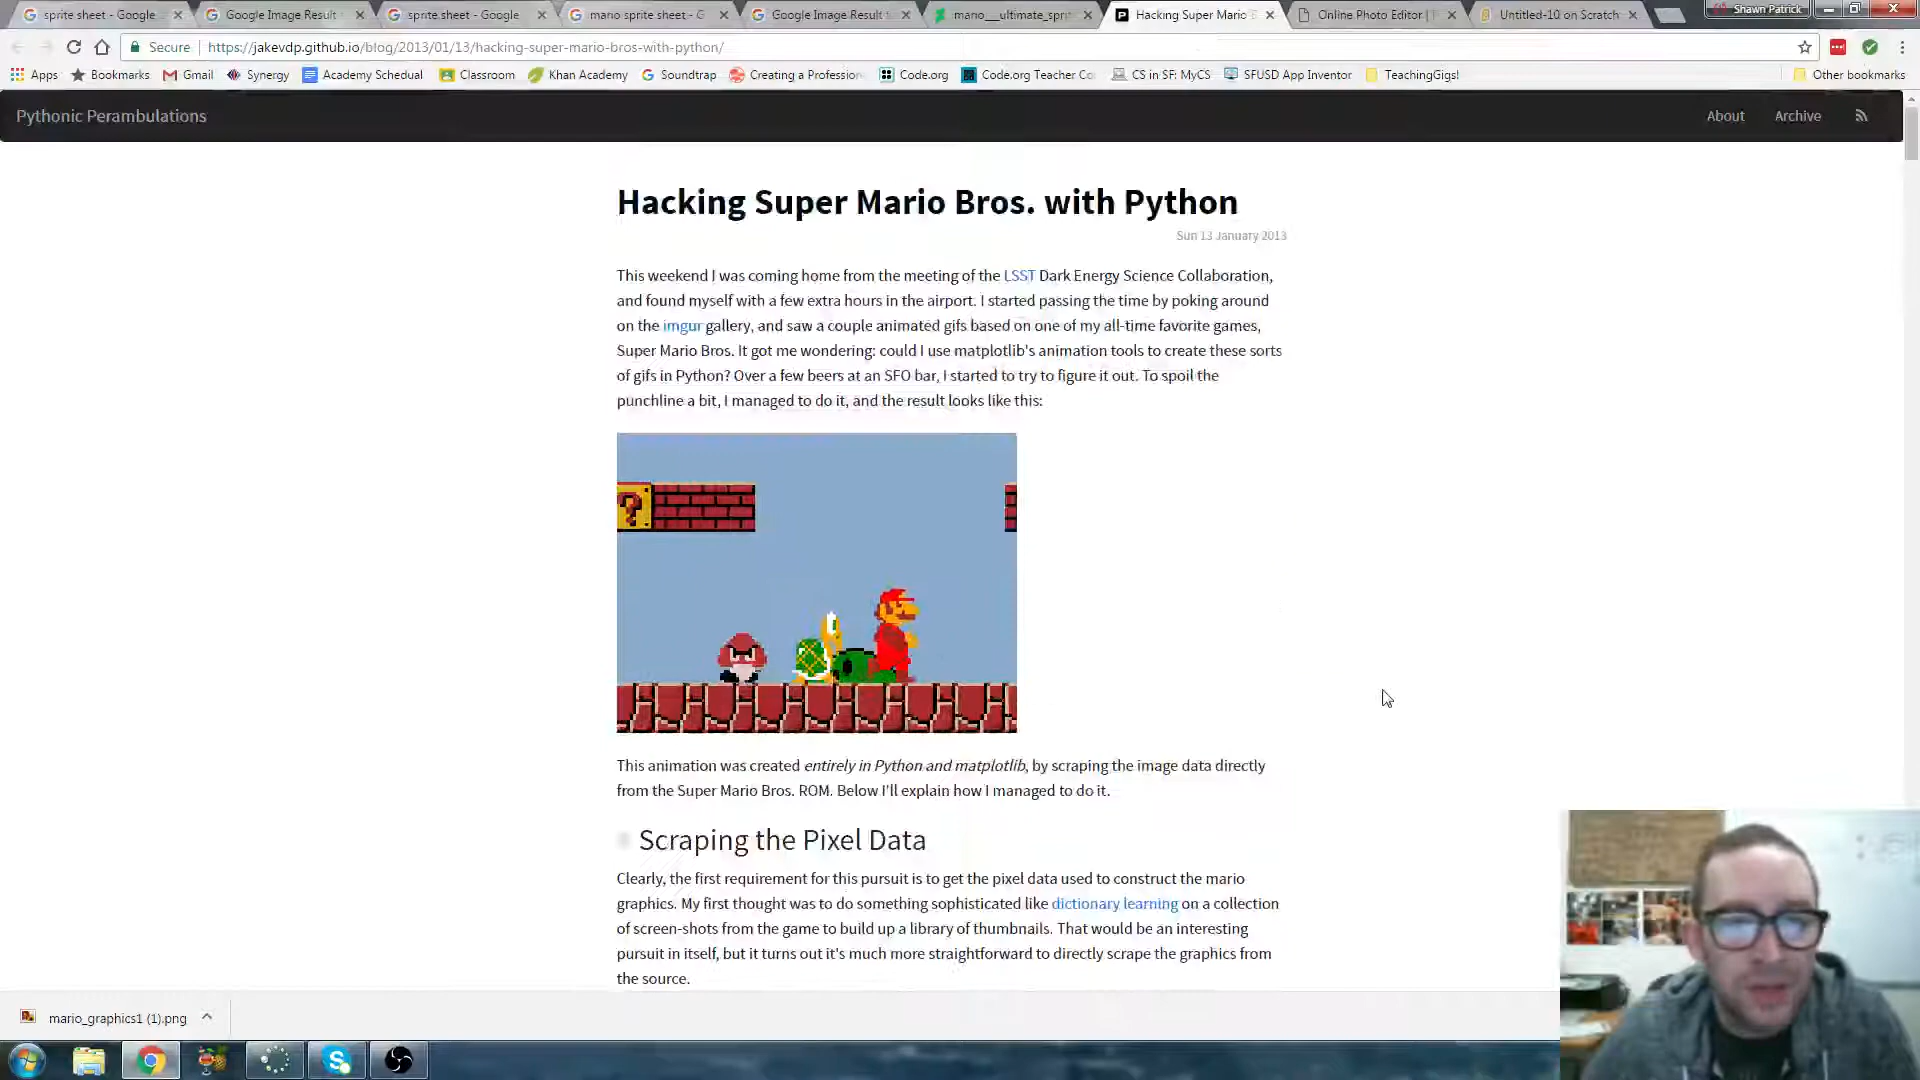 sprite sheet - Google
Google Image Result
sprite sheet - Google
mario sprite sheet - G
Google Image Result
mario__ultimate_spri
Hacking Super Mario B
Online Photo Editor |
Untitled-10 on Scratch
Shawn Patrick
Secure https://jakevdp.github.io/blog/2013/01/13/hacking-super-mario-bros-with-python/
Apps Bookmarks Gmail Synergy Academy Schedual Classroom Khan Academy Soundtrap Creating a Profession Code.org Code.org Teacher Co CS in SF: MyCS SFUSD App Inventor TeachingGigs! Other bookmarks
Pythonic Perambulations About Archive
Hacking Super Mario Bros. with Python
Sun 13 January 2013
This weekend I was coming home from the meeting of the LSST Dark Energy Science Collaboration,
and found myself with a few extra hours in the airport. I started passing the time by poking around
on the imgur gallery, and saw a couple animated gifs based on one of my all-time favorite games,
Super Mario Bros. It got me wondering: could I use matplotlib's animation tools to create these sorts
of gifs in Python? Over a few beers at an SFO bar, I started to try to figure it out. To spoil the
punchline a bit, I managed to do it, and the result looks like this:
?
This animation was created entirely in Python and matplotlib, by scraping the image data directly
from the Super Mario Bros. ROM. Below I'll explain how I managed to do it.
Scraping the Pixel Data
Clearly, the first requirement for this pursuit is to get the pixel data used to construct the mario
graphics. My first thought was to do something sophisticated like dictionary learning on a collection
of screen-shots from the game to build up a library of thumbnails. That would be an interesting
pursuit in itself, but it turns out it's much more straightforward to directly scrape the graphics from
the source.
mario_graphics1 (1).png